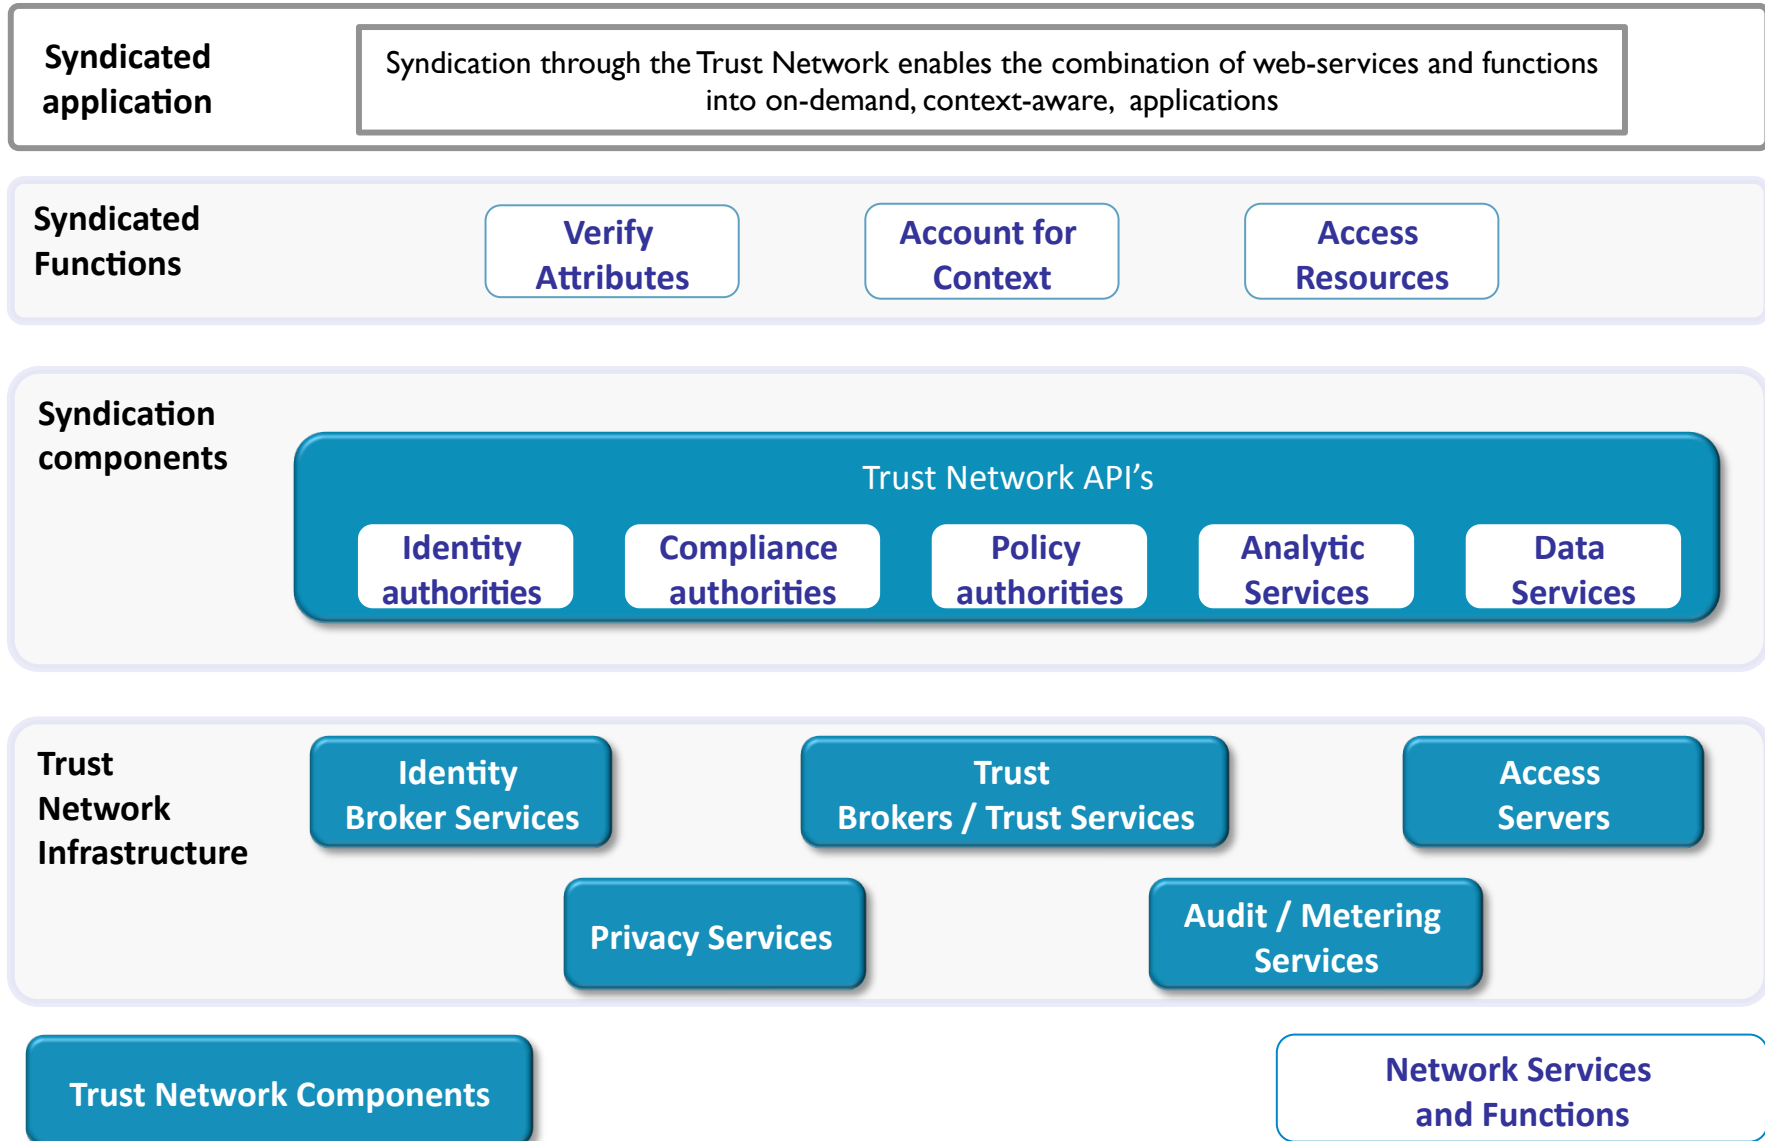 Syndicated
application
Syndication through the Trust Network enables the combination of web-services and functions
into on-demand, context-aware,  applications
Syndicated
Functions
Verify
Attributes
Account for
Context
Access
Resources
Syndication
components
Trust Network API’s
Identity
authorities
Compliance
authorities
Policy
authorities
Analytic
Services
Data
Services
Trust
Network
Infrastructure
Identity
Broker Services
Trust
Brokers / Trust Services
Access
Servers
Privacy Services
Audit / Metering
Services
Trust Network Components
Network Services
and Functions